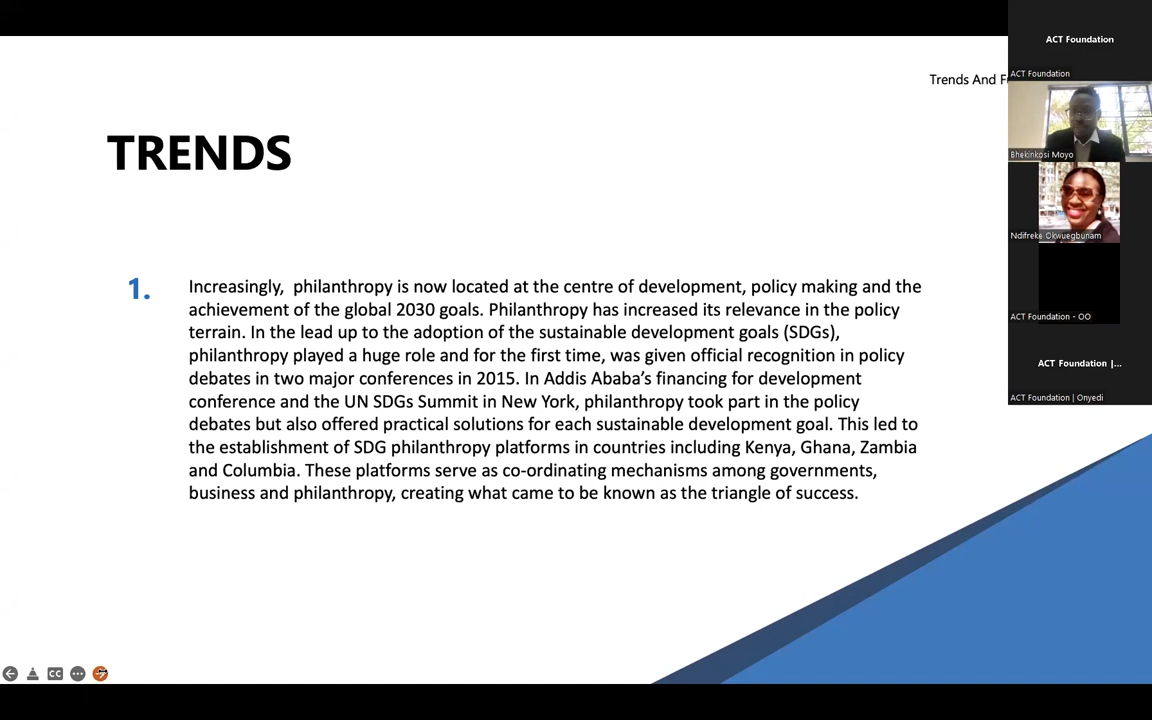 Trends And F
TRENDS
1.
Increasingly, philanthropy is now located at the centre of development, policy making and the
achievement of the global 2030 goals. Philanthropy has increased its relevance in the policy
terrain. In the lead up to the adoption of the sustainable development goals (SDGs),
philanthropy played a huge role and for the first time, was given official recognition in policy
debates in two major conferences in 2015. In Addis Ababa’s financing for development
conference and the UN SDGs Summit in New York, philanthropy took part in the policy
debates but also offered practical solutions for each sustainable development goal. This led to
the establishment of SDG philanthropy platforms in countries including Kenya, Ghana, Zambia
and Columbia. These platforms serve as co-ordinating mechanisms among governments,
business and philanthropy, creating what came to be known as the triangle of success.
ACT Foundation
ACT Foundation
Bhekinkosi Moyo
Ndifreke Okwuegbunam
ACT Foundation - OO
ACT Foundation |...
ACT Foundation | Onyedi
CC